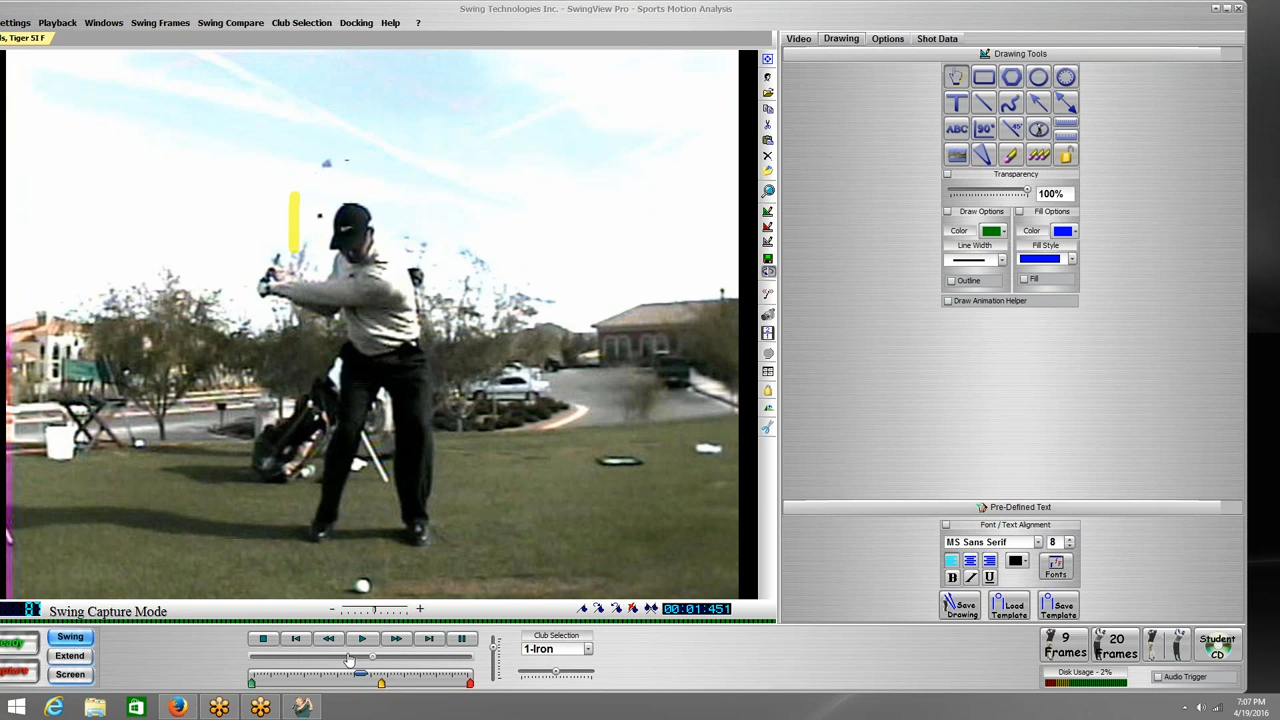 Swing Technologies Inc. - SwingView Pro - Sports Motion Analysis
ettings Playback Windows Swing Frames Swing Compare Club Selection Docking Help ?
s, Tiger 5I F
Video Drawing Options Shot Data
Drawing Tools
T
ABC 90° 45°
Transparency
100%
Draw Options Fill Options
Color Color
Line Width Fill Style
Outline Fill
Draw Animation Helper
Pre-Defined Text
Font / Text Alignment
MS Sans Serif 8
B I U Fonts
Save Drawing Load Template Save Template
Swing Capture Mode - + 00:01:451
eady Swing
Extend
apture Screen
Club Selection
1-Iron
9 Frames 20 Frames Student CD
Disk Usage - 2% Audio Trigger
7:07 PM
4/19/2016